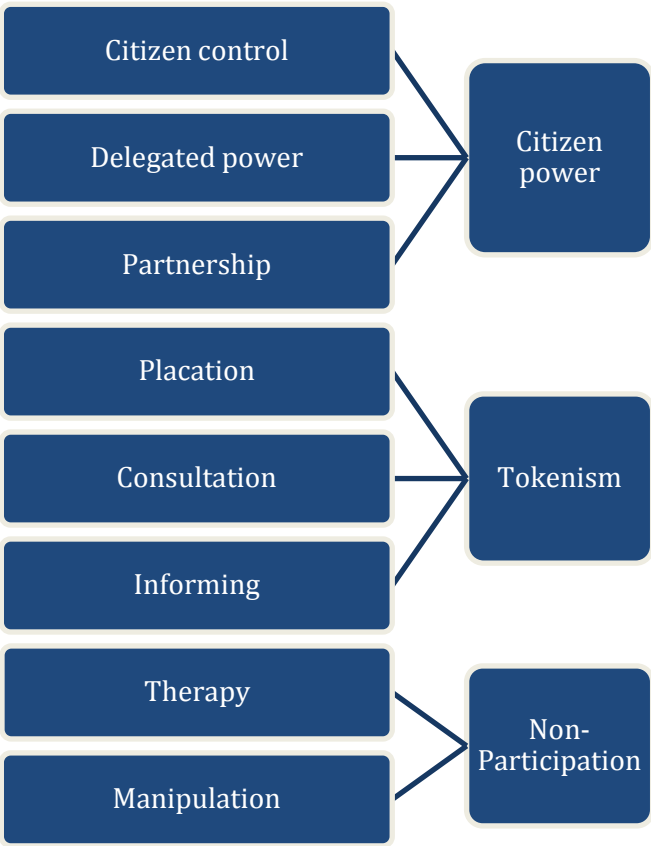 Citizen control
Delegated power
Partnership
Citizen
power
Placation
Consultation
Informing
Tokenism
Therapy
Manipulation
Non-
Participation